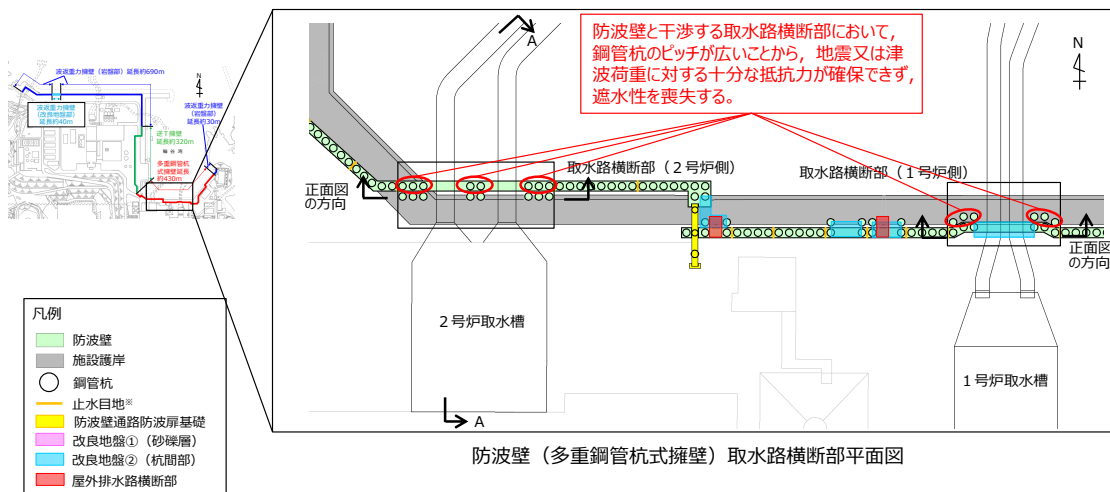 波返重力擁壁（岩盤部）延長約690m
N
波返重力擁壁
（改良地盤部）
延長約40m
波返重力擁壁
（岩盤部）
延長約30m
逆T擁壁
延長約320m
輪谷湾
多重鋼管杭
式擁壁延長
約430m
凡例
防波壁
施設護岸
鋼管杭
止水目地※
防波壁通路防波扉基礎
改良地盤①（砂礫層）
改良地盤②（杭間部）
屋外排水路横断部
A
防波壁と干渉する取水路横断部において，
鋼管杭のピッチが広いことから，地震又は津
波荷重に対する十分な抵抗力が確保できず，
遮水性を喪失する。
N
取水路横断部（２号炉側）
取水路横断部（１号炉側）
正面図
の方向
正面図
の方向
２号炉取水槽
１号炉取水槽
A
防波壁（多重鋼管杭式擁壁）取水路横断部平面図